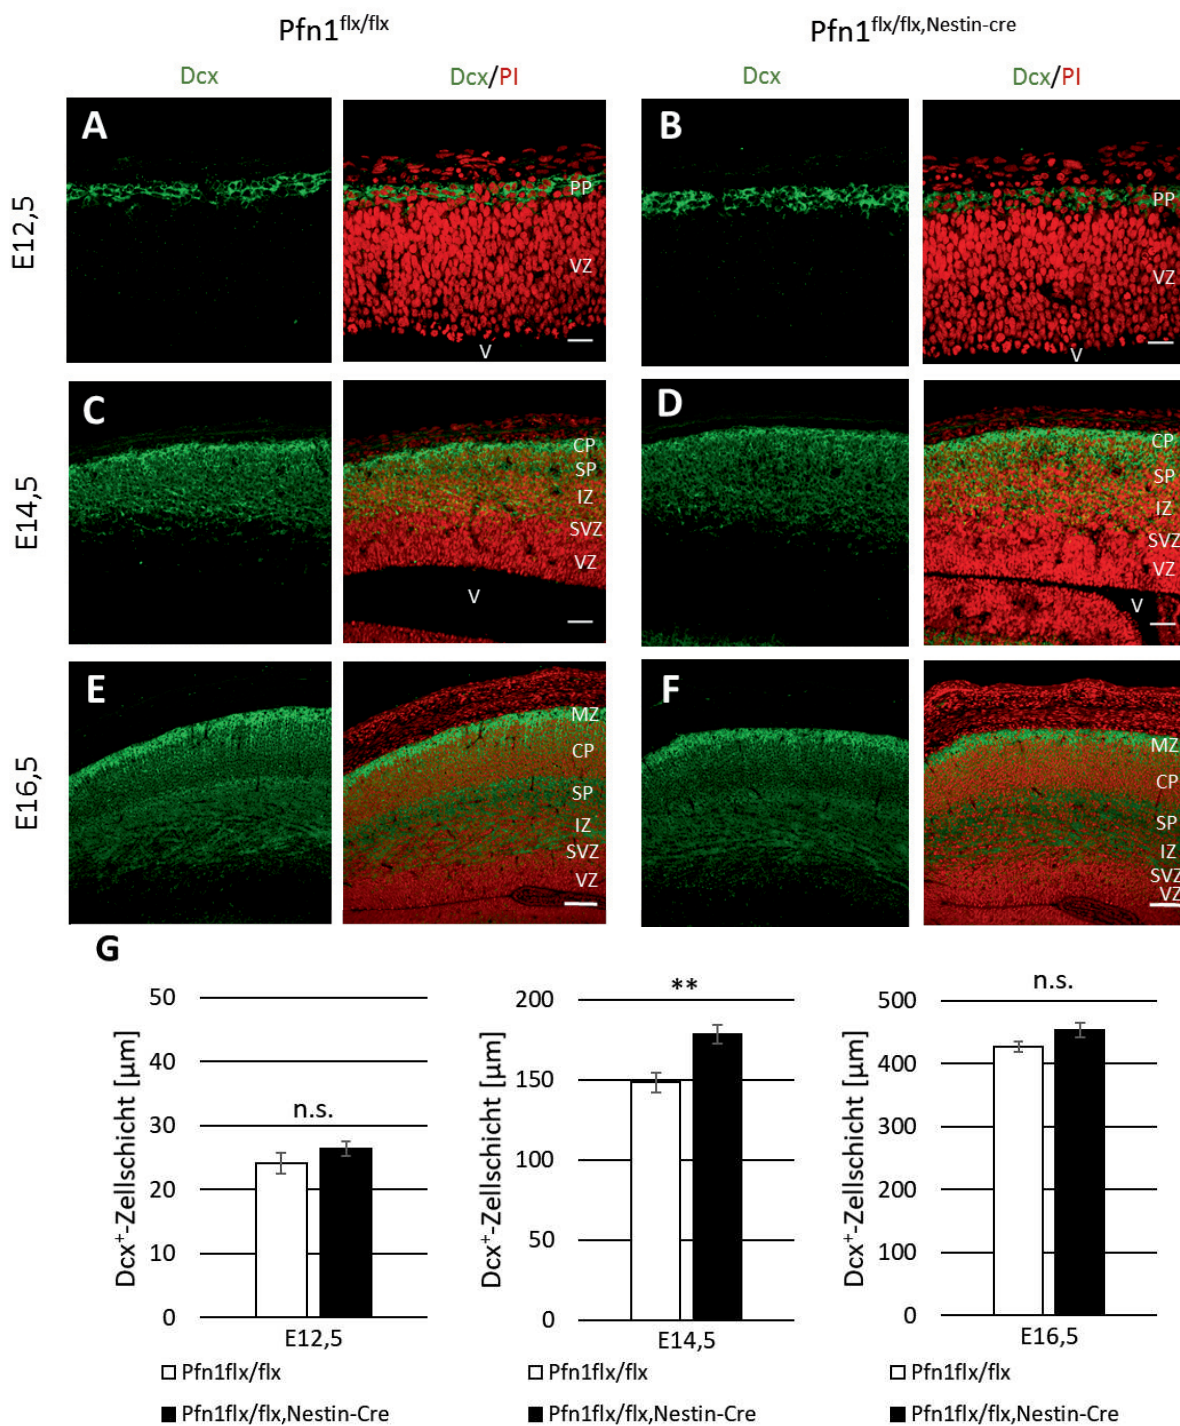 Pfn1flx/flx
Pfn1flx/flx,Nestin-cre
Dcx
Dcx/PI
Dcx
Dcx/PI
E12,5
A
PP
VZ
V
B
PP
VZ
V
E14,5
C
CP
SP
IZ
SVZ
VZ
V
D
CP
SP
IZ
SVZ
VZ
V
E16,5
E
MZ
CP
SP
IZ
SVZ
VZ
F
MZ
CP
SP
IZ
SVZ
VZ
G
Dcx+-Zellschicht [µm]
50
40
30
20
10
0
n.s.
E12,5
Pfn1flx/flx
Pfn1flx/flx,Nestin-Cre
Dcx+-Zellschicht [µm]
200
150
100
50
0
**
E14,5
Pfn1flx/flx
Pfn1flx/flx,Nestin-Cre
Dcx+-Zellschicht [µm]
500
400
300
200
100
0
n.s.
E16,5
Pfn1flx/flx
Pfn1flx/flx,Nestin-Cre